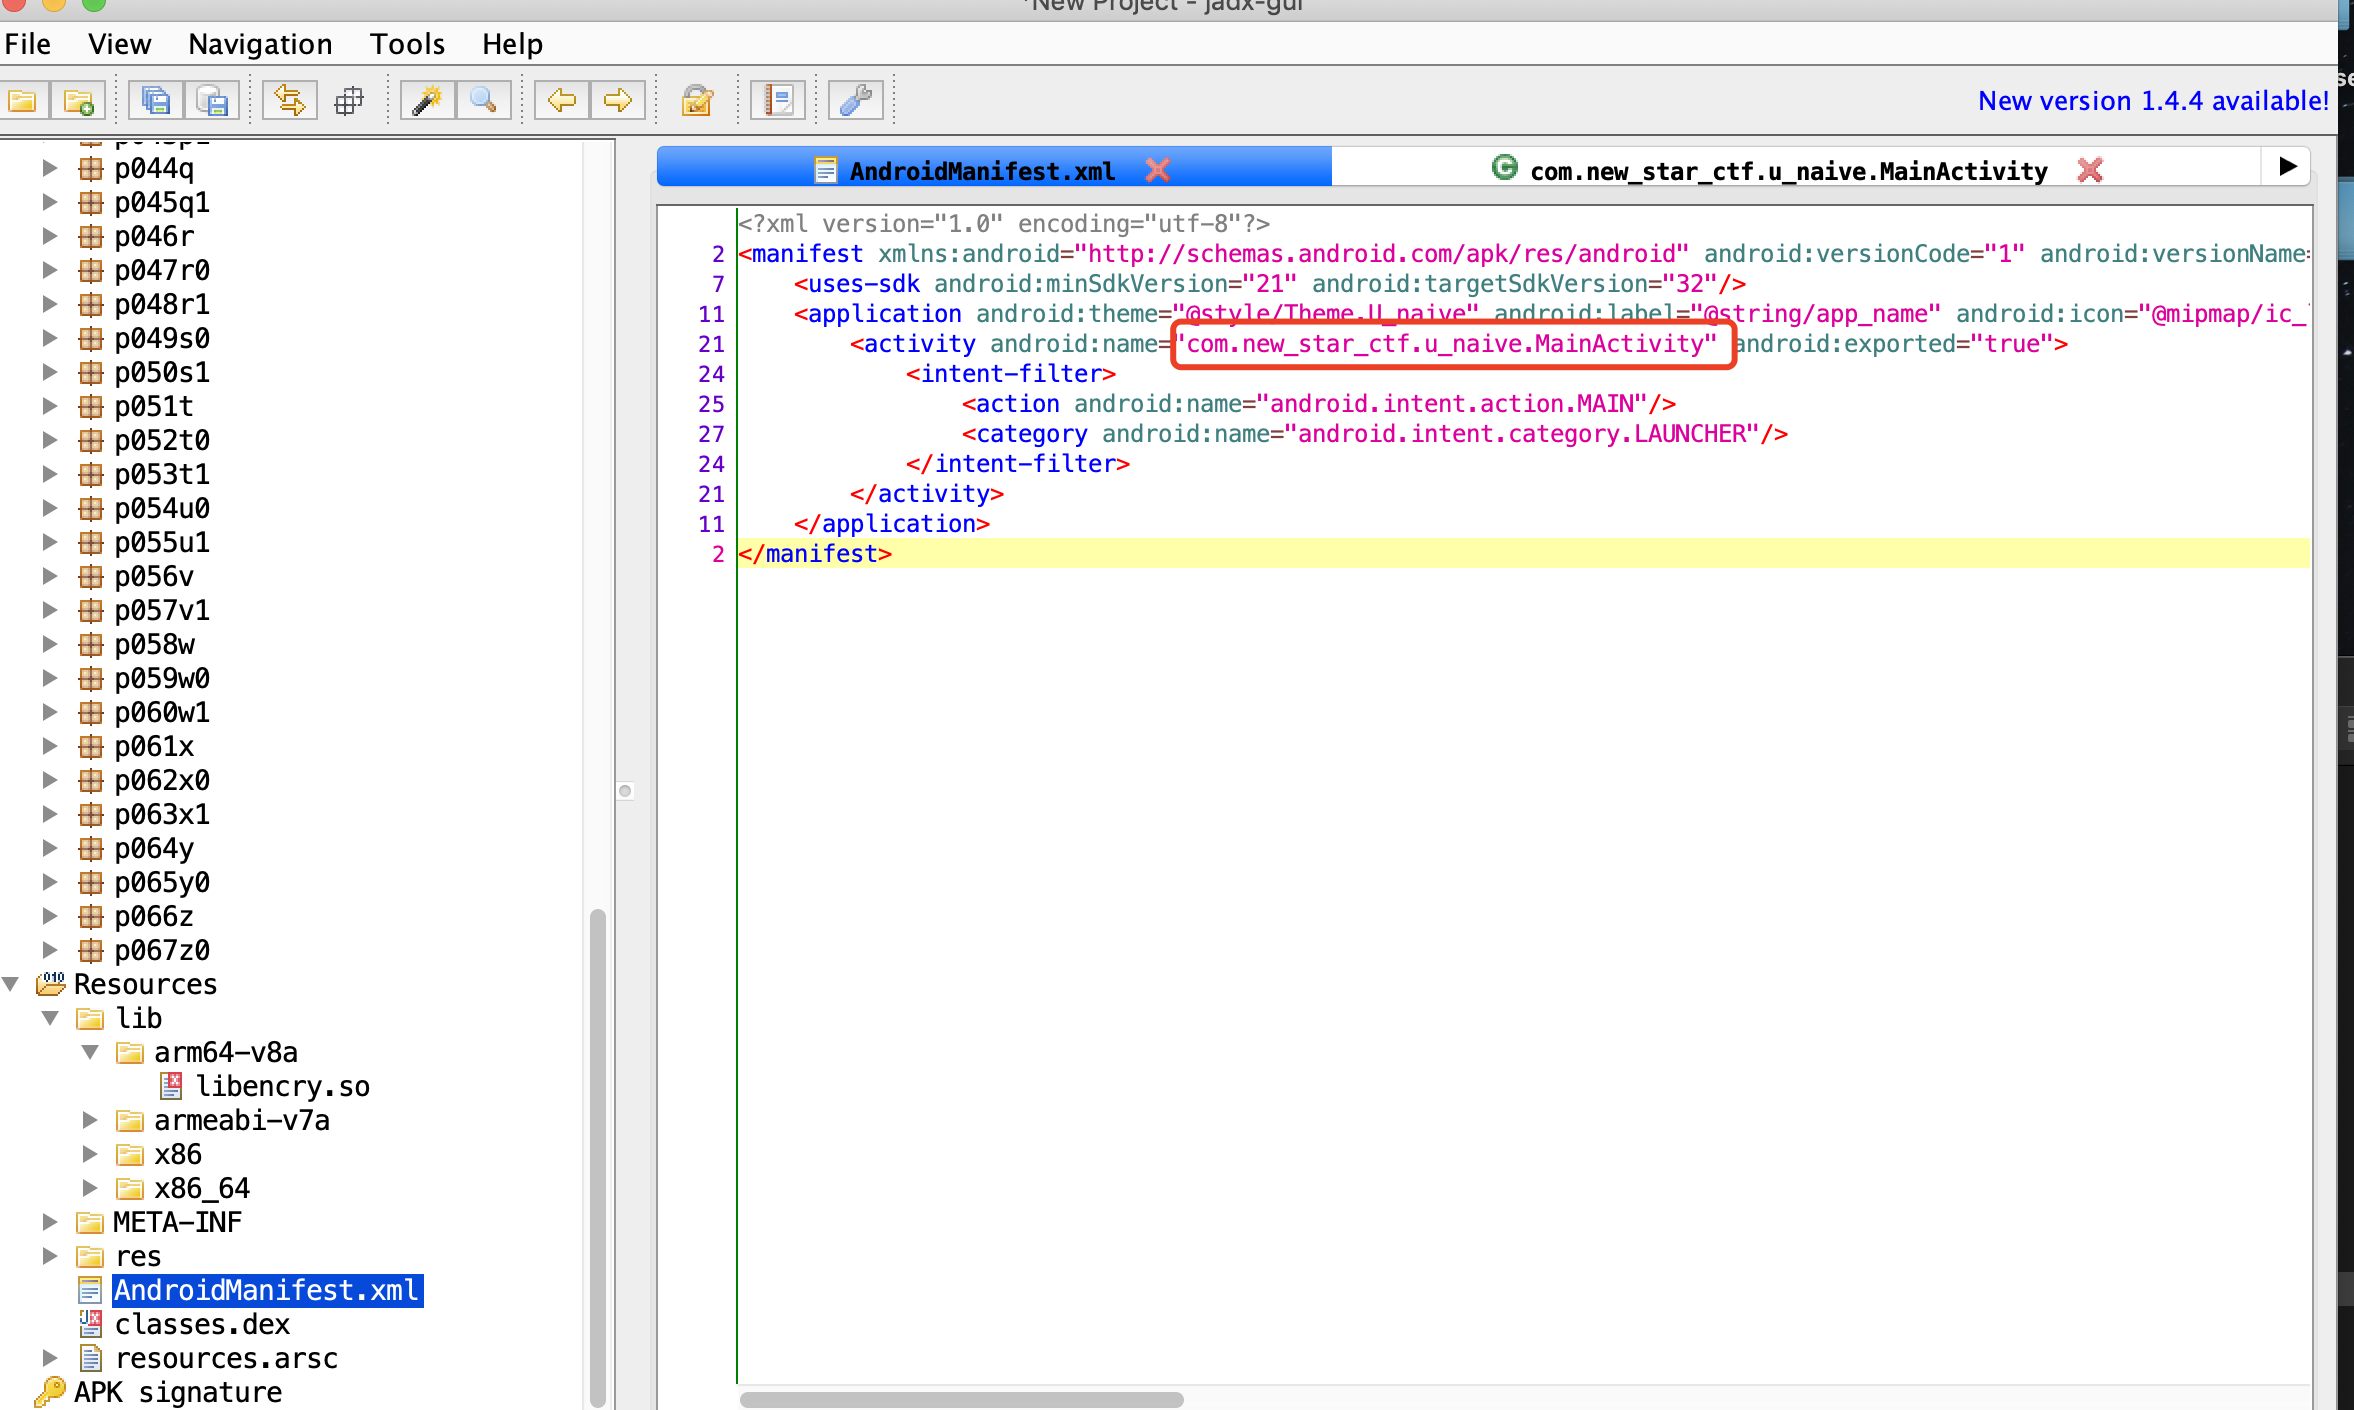 *New Project - jadx-gui
File View Navigation Tools Help
New version 1.4.4 available!
p044q
p045q1
p046r
p047r0
p048r1
p049s0
p050s1
p051t
p052t0
p053t1
p054u0
p055u1
p056v
p057v1
p058w
p059w0
p060w1
p061x
p062x0
p063x1
p064y
p065y0
p066z
p067z0
Resources
lib
arm64-v8a
libencry.so
armeabi-v7a
x86
x86_64
META-INF
res
AndroidManifest.xml
classes.dex
resources.arsc
APK signature
AndroidManifest.xml com.new_star_ctf.u_naive.MainActivity
<?xml version="1.0" encoding="utf-8"?>
2 <manifest xmlns:android="http://schemas.android.com/apk/res/android" android:versionCode="1" android:versionName=
7 <uses-sdk android:minSdkVersion="21" android:targetSdkVersion="32"/>
11 <application android:theme="@style/Theme.U_naive" android:label="@string/app_name" android:icon="@mipmap/ic_
21 <activity android:name="com.new_star_ctf.u_naive.MainActivity" android:exported="true">
24 <intent-filter>
25 <action android:name="android.intent.action.MAIN"/>
27 <category android:name="android.intent.category.LAUNCHER"/>
24 </intent-filter>
21 </activity>
11 </application>
2 </manifest>